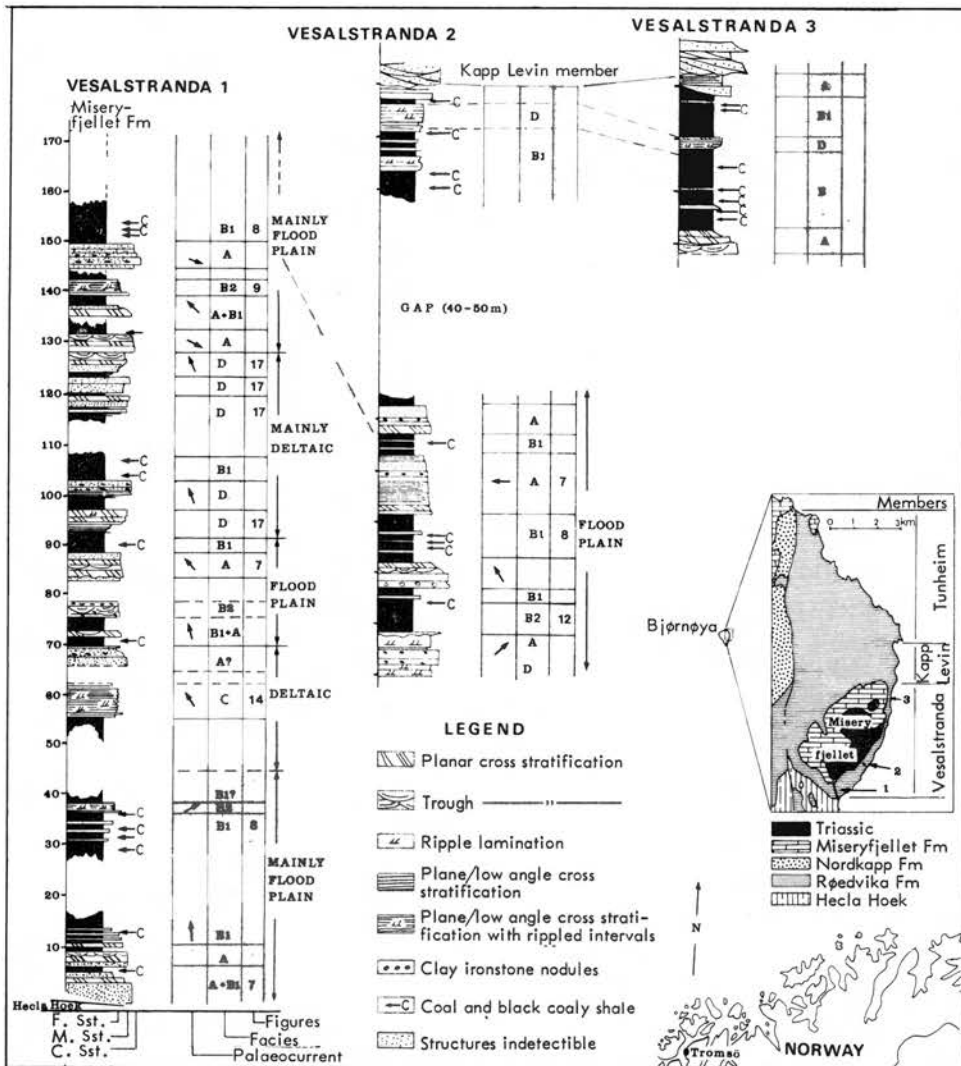 VESALSTRANDA 1
Misery-
fjellet Fm
170
160
150
140
130
120
110
100
90
80
70
60
50
40
30
20
10
Hecla Hoek
F. Sst.
M. Sst.
C. Sst.
C
C
C
C
C
C
C
C
C
C
C
C
B1 8
A
B2 9
A+B1
A
D 17
D 17
D 17
B1
D
D 17
B1
A 7
B2
B1+A
A?
C 14
B1?
B1 8
B1
A
A+B1 7
Figures
Facies
Palaeocurrent
MAINLY
FLOOD
PLAIN
MAINLY
DELTAIC
FLOOD
PLAIN
DELTAIC
MAINLY
FLOOD
PLAIN
VESALSTRANDA 2
Kapp Levin member
C
C
C
C
D
B1
GAP (40-50m)
C
C
C
C
C
A
B1
A 7
B1 8
B1
B2 12
A
D
FLOOD
PLAIN
VESALSTRANDA 3
C
C
C
C
C
C
A
B1
D
B
A
LEGEND
Planar cross stratification
Trough —— " ——
Ripple lamination
Plane/low angle cross
stratification
Plane/low angle cross strati-
fication with rippled intervals
Clay ironstone nodules
C Coal and black coaly shale
Structures indetectible
Members
0 1 2 3km
Tunheim
Kapp
Levin
Vesalstranda
Bjørnøya
Misery
fjellet
3
2
1
Triassic
Miseryfjellet Fm
Nordkapp Fm
Røedvika Fm
Hecla Hoek
N
Tromsö
NORWAY